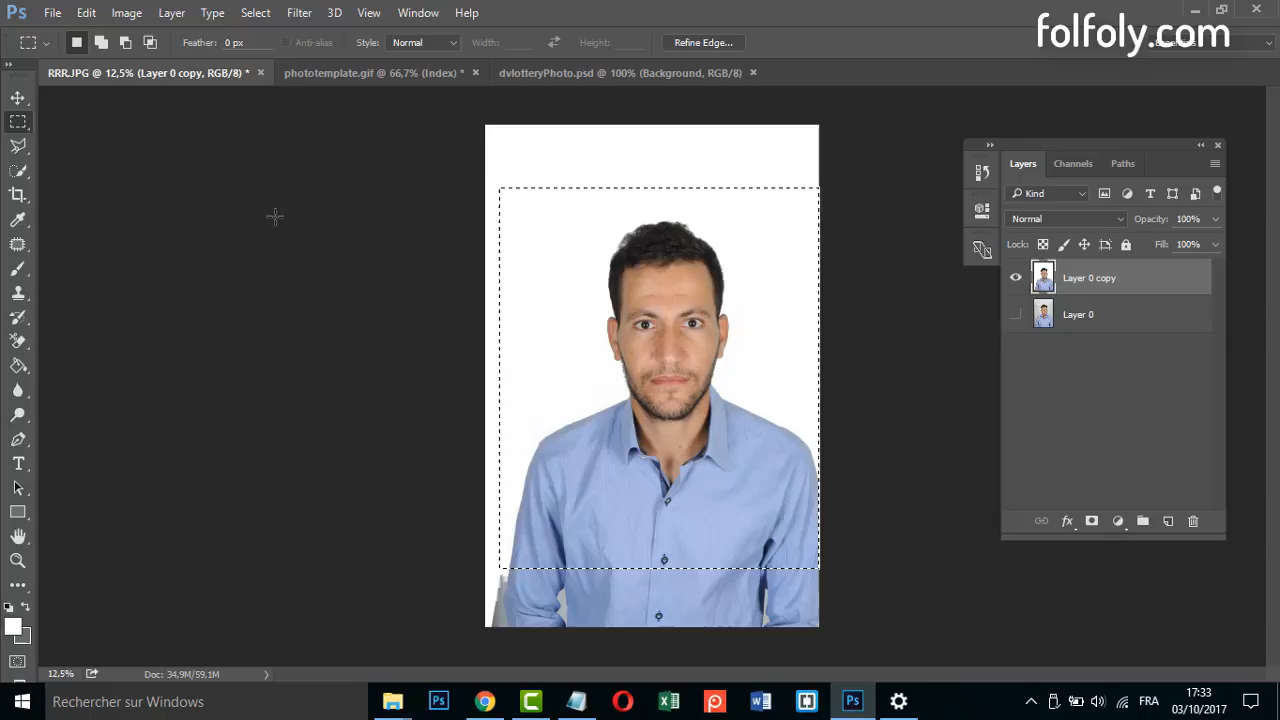 Ps File Edit Image Layer Type Select Filter 3D View Window Help
folfoly.com
Feather: 0 px Anti-alias Style: Normal Width: Height: Refine Edge...
RRR.JPG @ 12,5% (Layer 0 copy, RGB/8) * × phototemplate.gif @ 66,7% (Index) * × dvlotteryPhoto.psd @ 100% (Background, RGB/8) ×
Layers Channels Paths
Kind
Normal Opacity: 100%
Lock: Fill: 100%
Layer 0 copy
Layer 0
12,5% Doc: 34,9M/59,1M
Rechercher sur Windows
FRA
17:33
03/10/2017